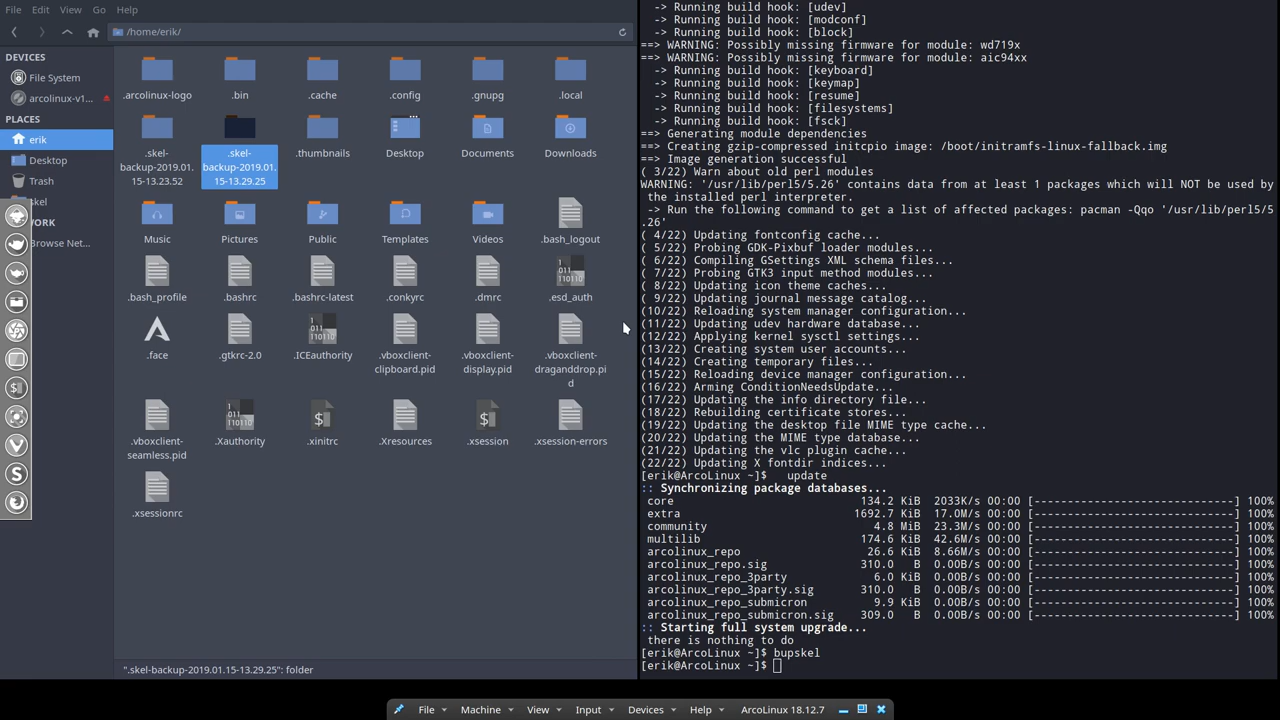 File Edit View Go Help
/home/erik/
DEVICES
File System
arcolinux-v1...
PLACES
erik
Desktop
Trash
skel
WORK
Browse Net...
.arcolinux-logo
.bin
.cache
.config
.gnupg
.local
.skel-
backup-2019.01.
15-13.23.52
.skel-
backup-2019.01.
15-13.29.25
.thumbnails
Desktop
Documents
Downloads
Music
Pictures
Public
Templates
Videos
.bash_logout
.bash_profile
.bashrc
.bashrc-latest
.conkyrc
.dmrc
.esd_auth
.face
.gtkrc-2.0
.ICEauthority
.vboxclient-
clipboard.pid
.vboxclient-
display.pid
.vboxclient-
draganddrop.pi
d
.vboxclient-
seamless.pid
.Xauthority
.xinitrc
.Xresources
.xsession
.xsession-errors
.xsessionrc
".skel-backup-2019.01.15-13.29.25": folder
-> Running build hook: [udev]
-> Running build hook: [modconf]
-> Running build hook: [block]
==> WARNING: Possibly missing firmware for module: wd719x
==> WARNING: Possibly missing firmware for module: aic94xx
-> Running build hook: [keyboard]
-> Running build hook: [keymap]
-> Running build hook: [resume]
-> Running build hook: [filesystems]
-> Running build hook: [fsck]
==> Generating module dependencies
==> Creating gzip-compressed initcpio image: /boot/initramfs-linux-fallback.img
==> Image generation successful
( 3/22) Warn about old perl modules
WARNING: '/usr/lib/perl5/5.26' contains data from at least 1 packages which will NOT be used by
the installed perl interpreter.
-> Run the following command to get a list of affected packages: pacman -Qqo '/usr/lib/perl5/5
.26'
( 4/22) Updating fontconfig cache...
( 5/22) Probing GDK-Pixbuf loader modules...
( 6/22) Compiling GSettings XML schema files...
( 7/22) Probing GTK3 input method modules...
( 8/22) Updating icon theme caches...
( 9/22) Updating journal message catalog...
(10/22) Reloading system manager configuration...
(11/22) Updating udev hardware database...
(12/22) Applying kernel sysctl settings...
(13/22) Creating system user accounts...
(14/22) Creating temporary files...
(15/22) Reloading device manager configuration...
(16/22) Arming ConditionNeedsUpdate...
(17/22) Updating the info directory file...
(18/22) Rebuilding certificate stores...
(19/22) Updating the desktop file MIME type cache...
(20/22) Updating the MIME type database...
(21/22) Updating the vlc plugin cache...
(22/22) Updating X fontdir indices...
[erik@ArcoLinux ~]$ update
:: Synchronizing package databases...
core 134.2 KiB 2033K/s 00:00 [----------------------------------] 100%
extra 1692.7 KiB 17.0M/s 00:00 [----------------------------------] 100%
community 4.8 MiB 23.3M/s 00:00 [----------------------------------] 100%
multilib 174.6 KiB 42.6M/s 00:00 [----------------------------------] 100%
arcolinux_repo 26.6 KiB 8.66M/s 00:00 [----------------------------------] 100%
arcolinux_repo.sig 310.0 B 0.00B/s 00:00 [----------------------------------] 100%
arcolinux_repo_3party 6.0 KiB 0.00B/s 00:00 [----------------------------------] 100%
arcolinux_repo_3party.sig 310.0 B 0.00B/s 00:00 [----------------------------------] 100%
arcolinux_repo_submicron 9.9 KiB 0.00B/s 00:00 [----------------------------------] 100%
arcolinux_repo_submicron.sig 309.0 B 0.00B/s 00:00 [----------------------------------] 100%
:: Starting full system upgrade...
there is nothing to do
[erik@ArcoLinux ~]$ bupskel
[erik@ArcoLinux ~]$
File Machine View Input Devices Help ArcoLinux 18.12.7